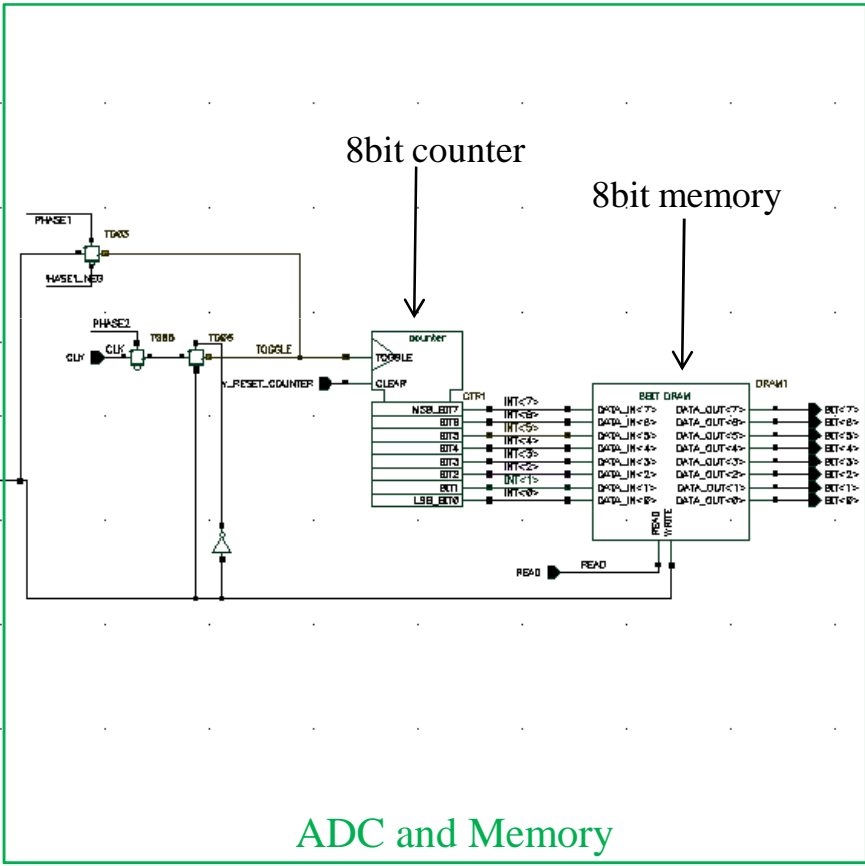 8bit counter
8bit memory
PHASE1
PHASE1_NEG
PHASE2
CLK
CLK
TOGGLE
counter
TOGGLE
CLEAR
Y_RESET_COUNTER
CTR1
MSB_BIT7
BIT6
BIT5
BIT4
BIT3
BIT2
BIT1
LSB_BIT0
INT<7>
INT<6>
INT<5>
INT<4>
INT<3>
INT<2>
INT<1>
INT<0>
8BIT DRAM
DRAM1
DATA_IN<7> DATA_OUT<7> BIT<7>
DATA_IN<6> DATA_OUT<6> BIT<6>
DATA_IN<5> DATA_OUT<5> BIT<5>
DATA_IN<4> DATA_OUT<4> BIT<4>
DATA_IN<3> DATA_OUT<3> BIT<3>
DATA_IN<2> DATA_OUT<2> BIT<2>
DATA_IN<1> DATA_OUT<1> BIT<1>
DATA_IN<0> DATA_OUT<0> BIT<0>
READ
WRITE
READ
READ
ADC and Memory